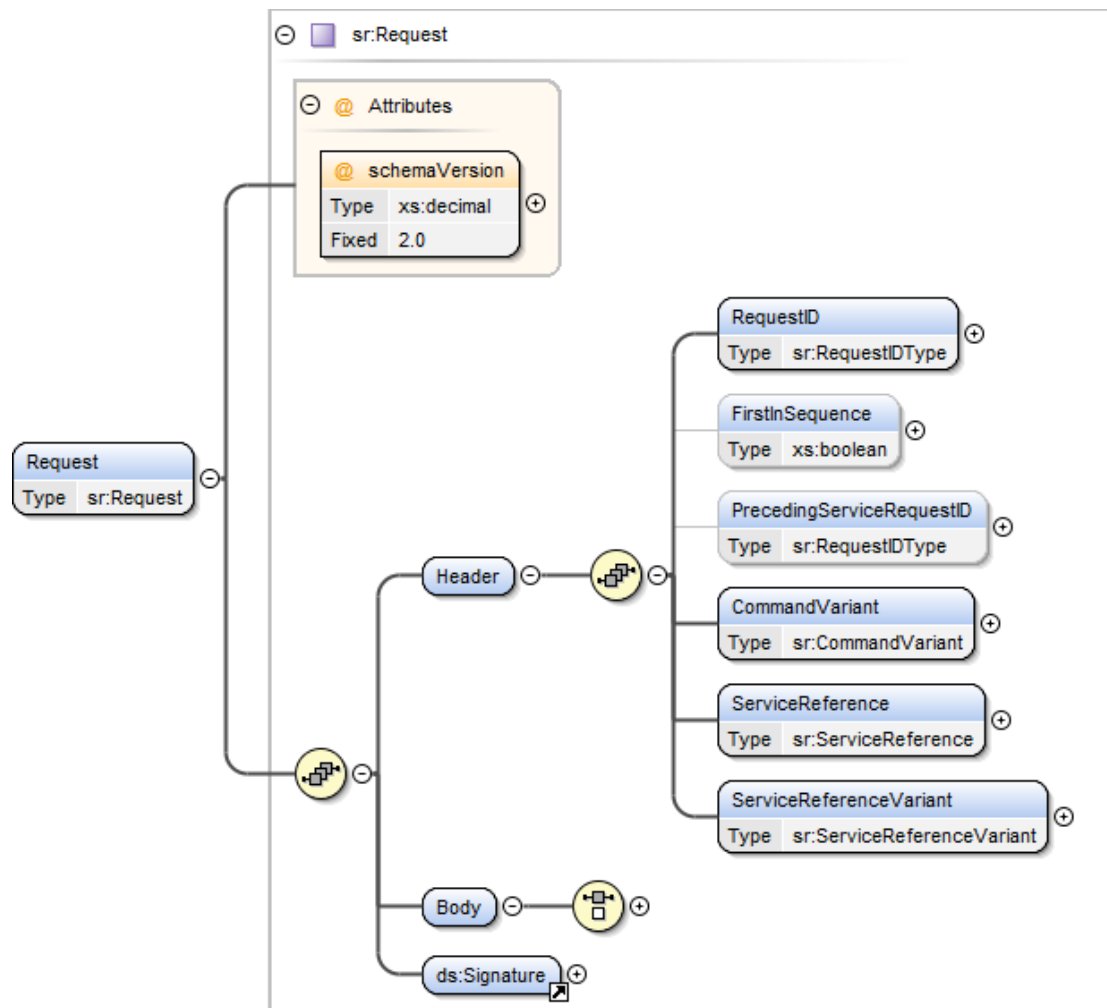 sr:Request
@ Attributes
@ schemaVersion
Type xs:decimal
Fixed 2.0
RequestID
Type sr:RequestIDType
FirstInSequence
Type xs:boolean
Request
Type sr:Request
PrecedingServiceRequestID
Type sr:RequestIDType
Header
CommandVariant
Type sr:CommandVariant
ServiceReference
Type sr:ServiceReference
ServiceReferenceVariant
Type sr:ServiceReferenceVariant
Body
ds:Signature